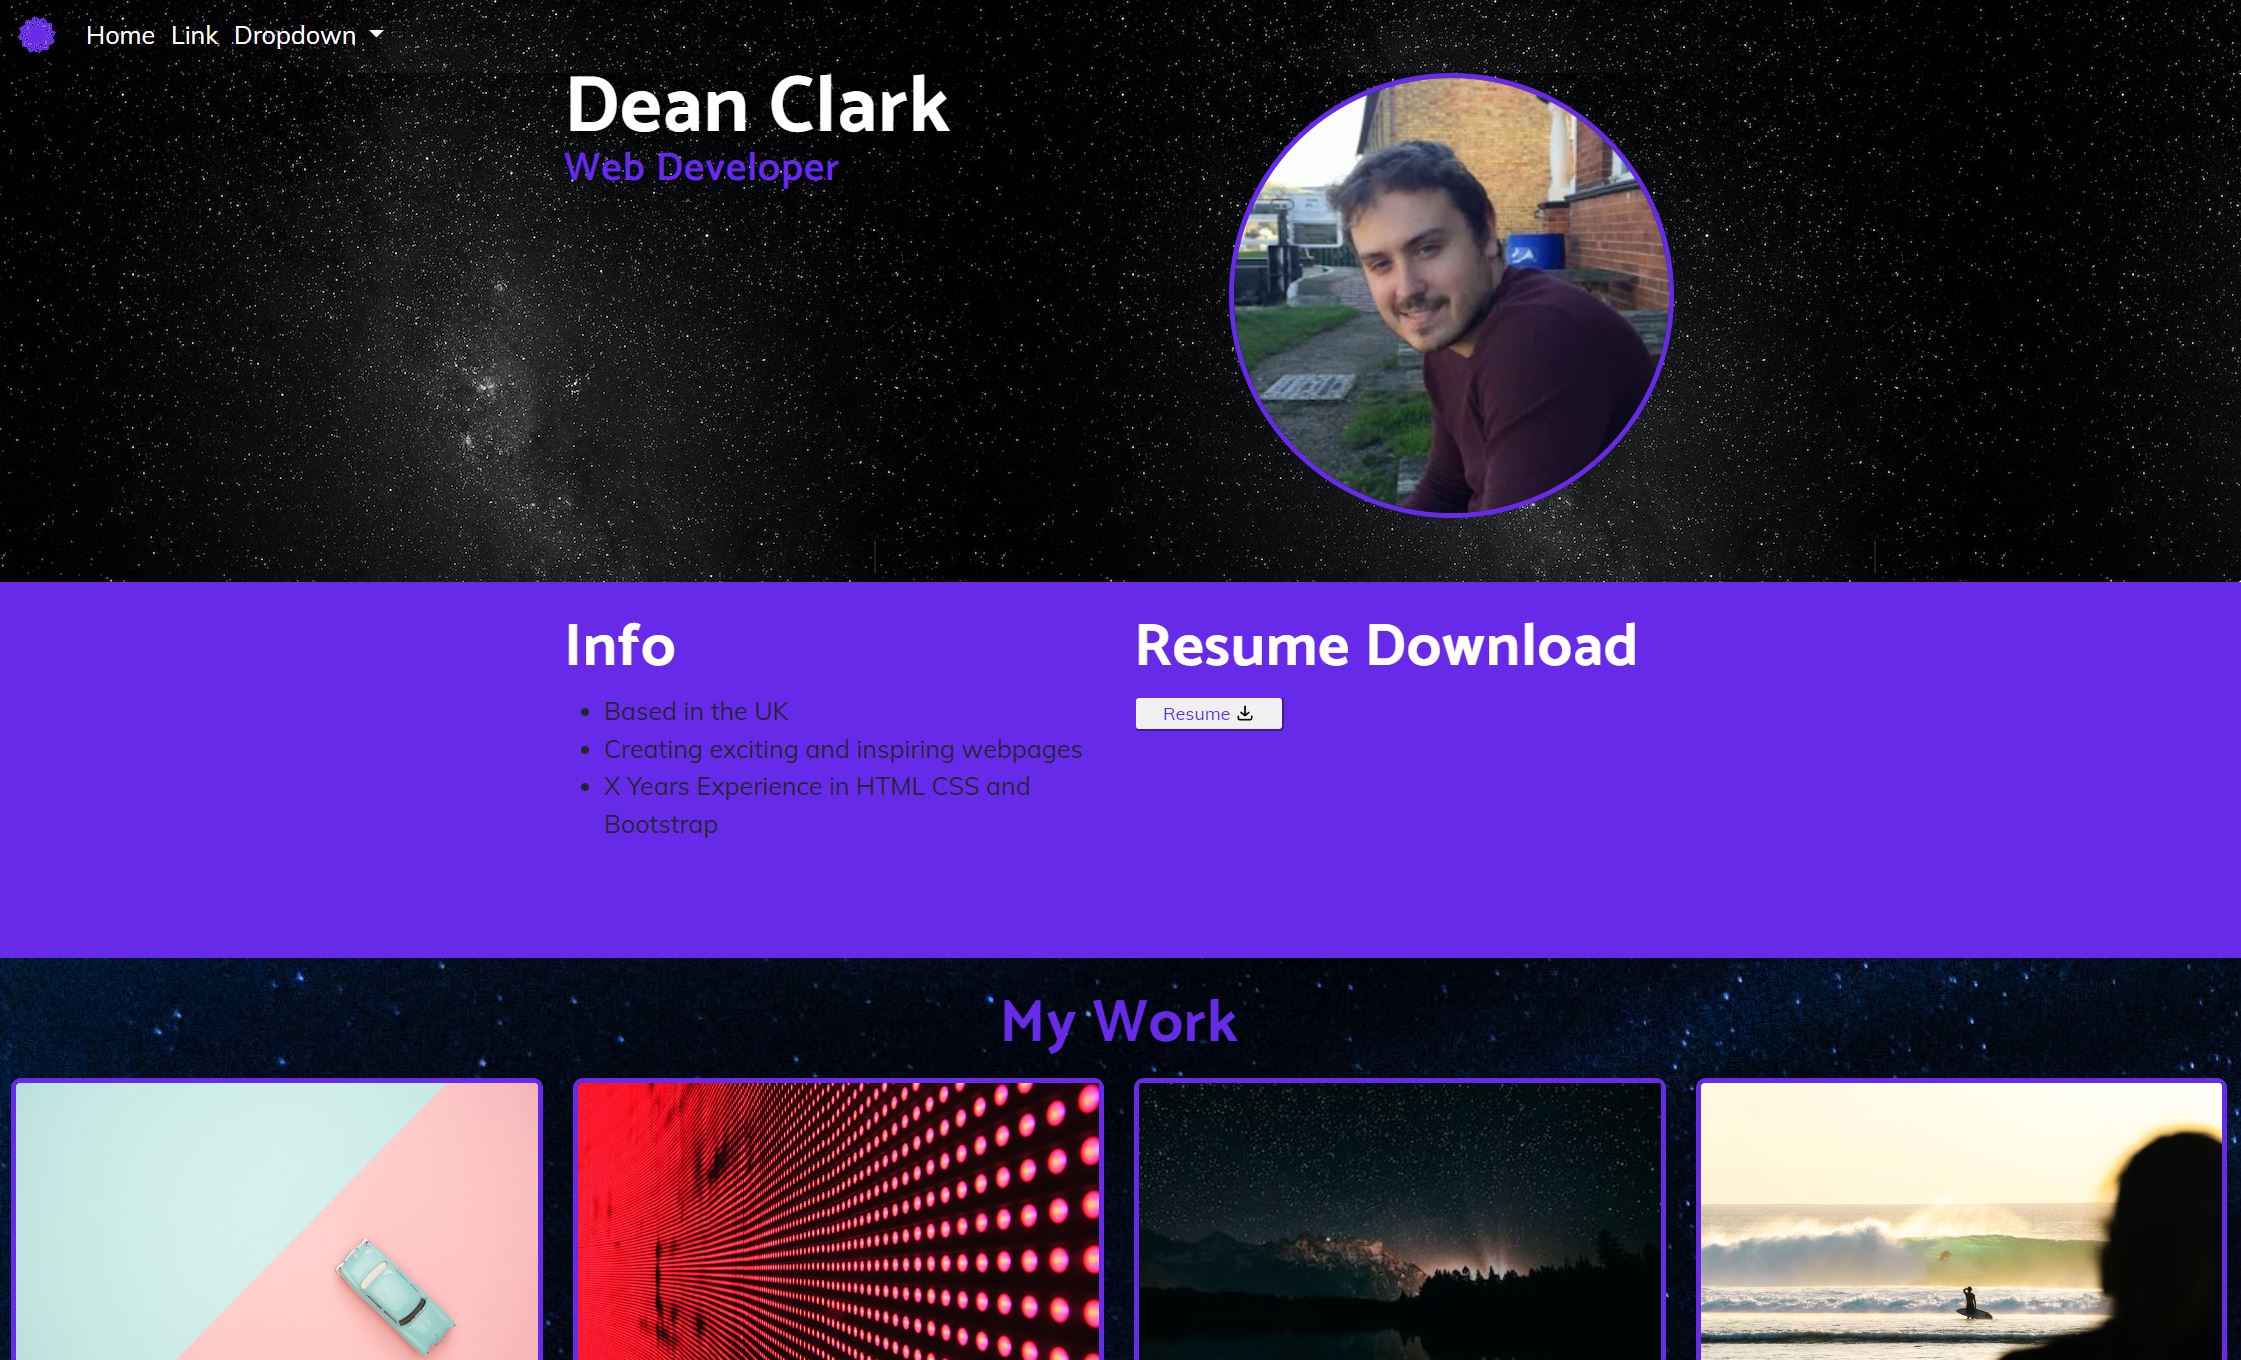 Home Link Dropdown
Dean Clark
Web Developer
Info
Based in the UK
Creating exciting and inspiring webpages
X Years Experience in HTML CSS and
Bootstrap
Resume Download
Resume
My Work